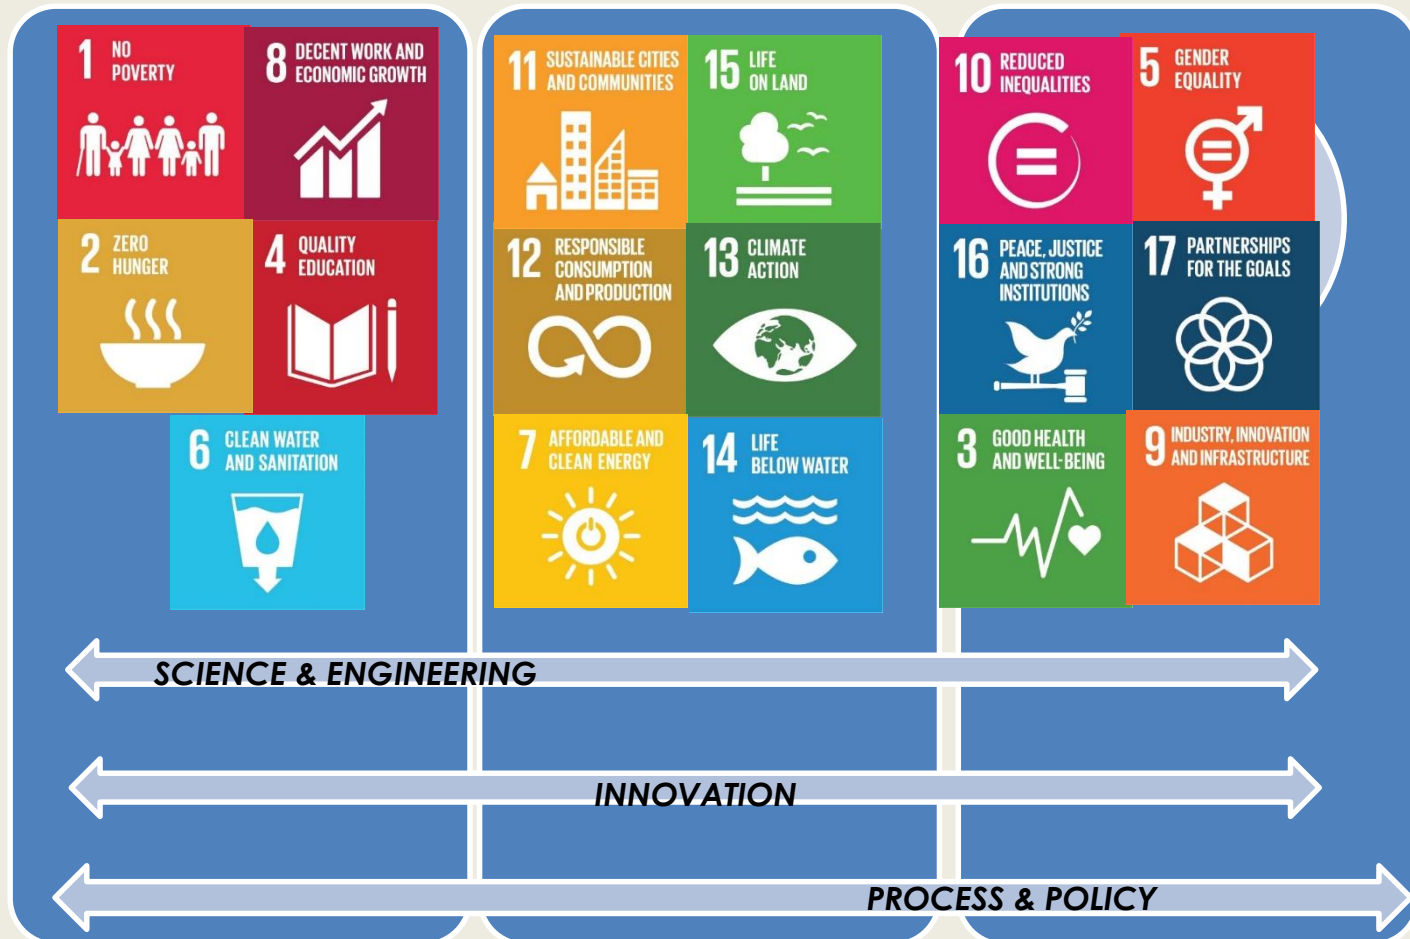 1 NO
POVERTY
8 DECENT WORK AND
ECONOMIC GROWTH
2 ZERO
HUNGER
4 QUALITY
EDUCATION
6 CLEAN WATER
AND SANITATION
11 SUSTAINABLE CITIES
AND COMMUNITIES
15 LIFE
ON LAND
12 RESPONSIBLE
CONSUMPTION
AND PRODUCTION
13 CLIMATE
ACTION
7 AFFORDABLE AND
CLEAN ENERGY
14 LIFE
BELOW WATER
10 REDUCED
INEQUALITIES
5 GENDER
EQUALITY
16 PEACE, JUSTICE
AND STRONG
INSTITUTIONS
17 PARTNERSHIPS
FOR THE GOALS
3 GOOD HEALTH
AND WELL-BEING
9 INDUSTRY, INNOVATION
AND INFRASTRUCTURE
SCIENCE & ENGINEERING
INNOVATION
PROCESS & POLICY